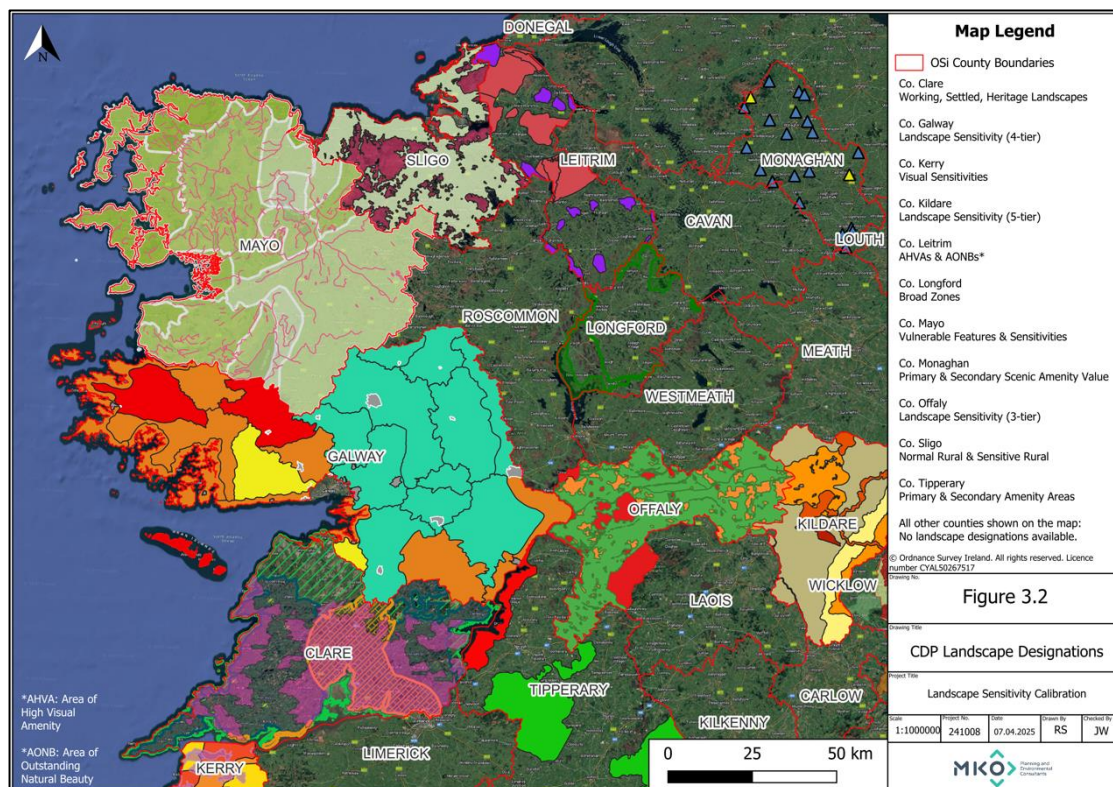 N
DONEGAL
SLIGO
LEITRIM
MONAGHAN
MAYO
CAVAN
LOUTH
ROSCOMMON
LONGFORD
MEATH
WESTMEATH
GALWAY
OFFALY
KILDARE
WICKLOW
LAOIS
CLARE
TIPPERARY
CARLOW
KILKENNY
LIMERICK
KERRY
*AHVA: Area of
High Visual
Amenity
*AONB: Area of
Outstanding
Natural Beauty
0 25 50 km
Map Legend
OSi County Boundaries
Co. Clare
Working, Settled, Heritage Landscapes
Co. Galway
Landscape Sensitivity (4-tier)
Co. Kerry
Visual Sensitivities
Co. Kildare
Landscape Sensitivity (5-tier)
Co. Leitrim
AHVAs & AONBs*
Co. Longford
Broad Zones
Co. Mayo
Vulnerable Features & Sensitivities
Co. Monaghan
Primary & Secondary Scenic Amenity Value
Co. Offaly
Landscape Sensitivity (3-tier)
Co. Sligo
Normal Rural & Sensitive Rural
Co. Tipperary
Primary & Secondary Amenity Areas
All other counties shown on the map:
No landscape designations available.
© Ordnance Survey Ireland. All rights reserved. Licence
number CYAL50267517
Drawing No.
Figure 3.2
Drawing Title
CDP Landscape Designations
Project Title
Landscape Sensitivity Calibration
Scale Project No. Date Drawn By Checked By
1:1000000 241008 07.04.2025 RS JW
MKO Planning and
Environmental
Consultants